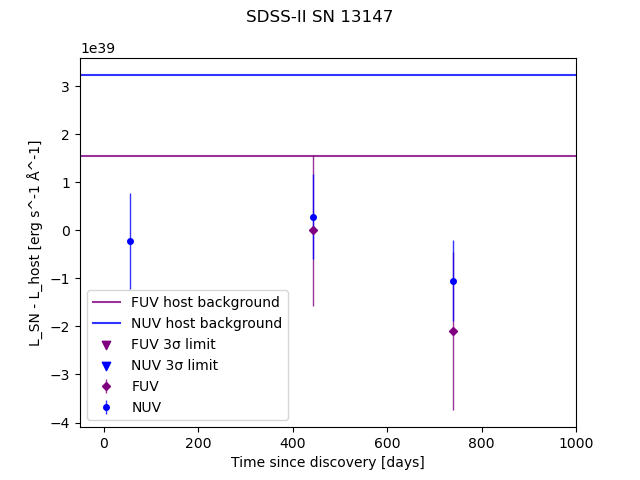 SDSS-II SN 13147
1e39
3
2
1
0
−1
−2
−3
−4
L_SN - L_host [erg s^-1 Å^-1]
FUV host background
NUV host background
FUV 3σ limit
NUV 3σ limit
FUV
NUV
0 200 400 600 800 1000
Time since discovery [days]